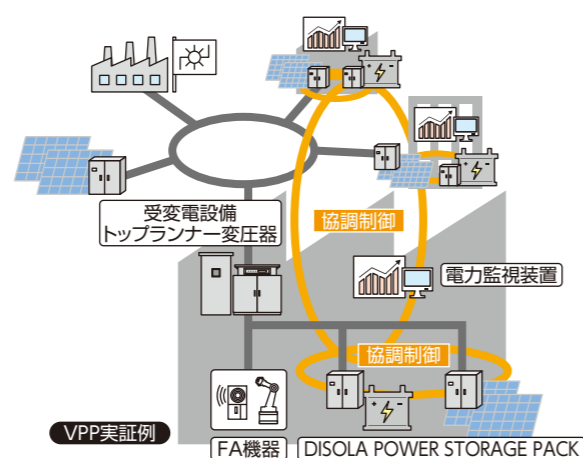 受変電設備
トップランナー変圧器
協調制御
電力監視装置
協調制御
VPP実証例
FA機器
DISOLA POWER STORAGE PACK